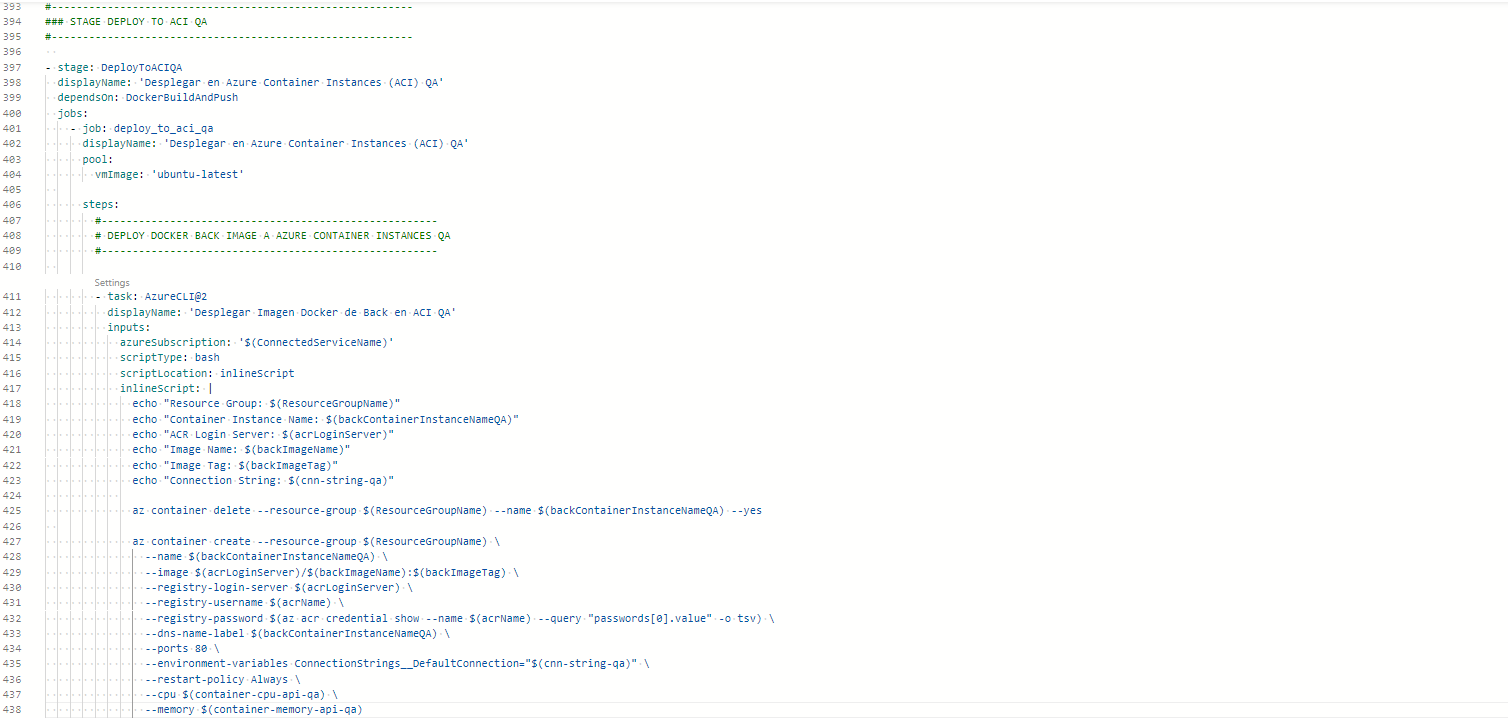 393 #----------------------------------------------------------
394 ### STAGE DEPLOY TO ACI QA
395 #----------------------------------------------------------
396
397 - stage: DeployToACIQA
398   displayName: 'Desplegar en Azure Container Instances (ACI) QA'
399   dependsOn: DockerBuildAndPush
400   jobs:
401     - job: deploy_to_aci_qa
402       displayName: 'Desplegar en Azure Container Instances (ACI) QA'
403       pool:
404         vmImage: 'ubuntu-latest'
405
406       steps:
407         #------------------------------------------------------
408         # DEPLOY DOCKER BACK IMAGE A AZURE CONTAINER INSTANCES QA
409         #------------------------------------------------------
410
Settings
411         - task: AzureCLI@2
412           displayName: 'Desplegar Imagen Docker de Back en ACI QA'
413           inputs:
414             azureSubscription: '$(ConnectedServiceName)'
415             scriptType: bash
416             scriptLocation: inlineScript
417             inlineScript: |
418               echo "Resource Group: $(ResourceGroupName)"
419               echo "Container Instance Name: $(backContainerInstanceNameQA)"
420               echo "ACR Login Server: $(acrLoginServer)"
421               echo "Image Name: $(backImageName)"
422               echo "Image Tag: $(backImageTag)"
423               echo "Connection String: $(cnn-string-qa)"
424
425               az container delete --resource-group $(ResourceGroupName) --name $(backContainerInstanceNameQA) --yes
426
427               az container create --resource-group $(ResourceGroupName) \
428                 --name $(backContainerInstanceNameQA) \
429                 --image $(acrLoginServer)/$(backImageName):$(backImageTag) \
430                 --registry-login-server $(acrLoginServer) \
431                 --registry-username $(acrName) \
432                 --registry-password $(az acr credential show --name $(acrName) --query "passwords[0].value" -o tsv) \
433                 --dns-name-label $(backContainerInstanceNameQA) \
434                 --ports 80 \
435                 --environment-variables ConnectionStrings__DefaultConnection="$(cnn-string-qa)" \
436                 --restart-policy Always \
437                 --cpu $(container-cpu-api-qa) \
438                 --memory $(container-memory-api-qa)